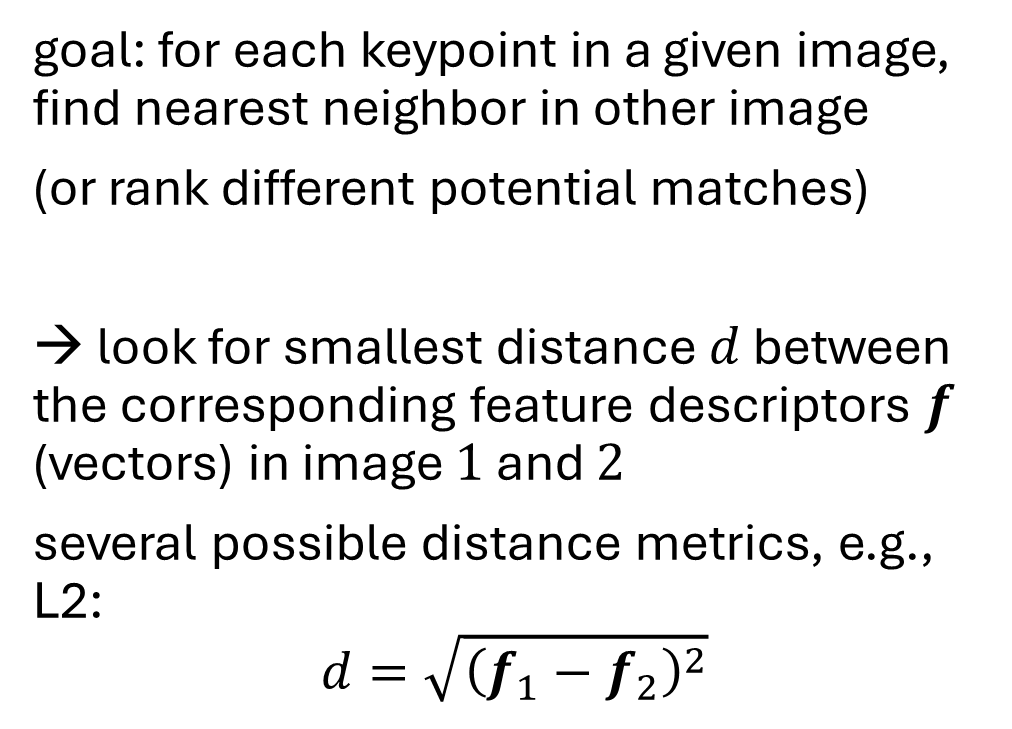 goal: for each keypoint in a given image,
find nearest neighbor in other image
(or rank different potential matches)
→ look for smallest distance d between
the corresponding feature descriptors f
(vectors) in image 1 and 2
several possible distance metrics, e.g.,
L2:
d = √(f₁ − f₂)²